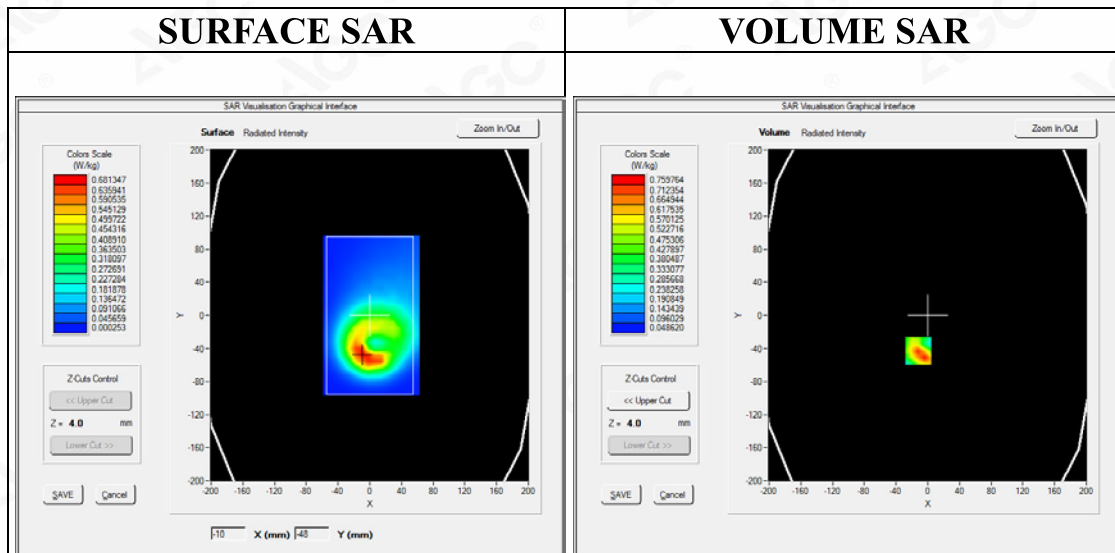 SURFACE SAR
VOLUME SAR
SAR Visualisation Graphical Interface
Surface Radiated Intensity
Zoom In/Out
Colors Scale
(W/kg)
0.681347
0.635941
0.590535
0.545129
0.499722
0.454316
0.408910
0.363503
0.318097
0.272691
0.227284
0.181878
0.136472
0.091066
0.045659
0.000253
Z-Cuts Control
<< Upper Cut
Z = 4.0 mm
Lower Cut >>
SAVE Cancel
200
160
120
80
40
0
-40
-80
-120
-160
-200
Y
-200 -160 -120 -80 -40 0 40 80 120 160 200
X
-10 X (mm) -48 Y (mm)
SAR Visualisation Graphical Interface
Volume Radiated Intensity
Zoom In/Out
Colors Scale
(W/kg)
0.759764
0.712354
0.664944
0.617535
0.570125
0.522716
0.475306
0.427897
0.380487
0.333077
0.285668
0.238258
0.190849
0.143439
0.096029
0.048620
Z-Cuts Control
<< Upper Cut
Z = 4.0 mm
Lower Cut >>
SAVE Cancel
200
160
120
80
40
0
-40
-80
-120
-160
-200
Y
-200 -160 -120 -80 -40 0 40 80 120 160 200
X
AGC